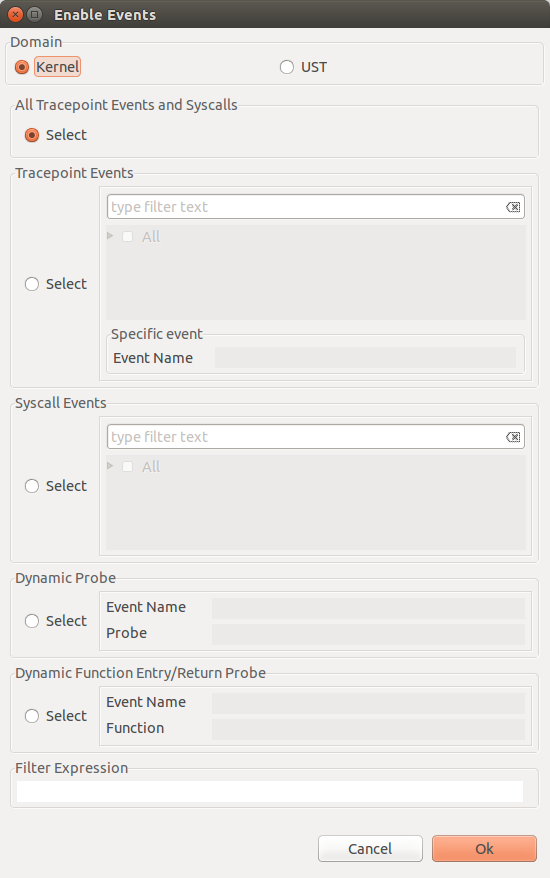 Enable Events
Domain
Kernel
UST
All Tracepoint Events and Syscalls
Select
Tracepoint Events
type filter text
All
Select
Specific event
Event Name
Syscall Events
type filter text
All
Select
Dynamic Probe
Event Name
Select
Probe
Dynamic Function Entry/Return Probe
Event Name
Select
Function
Filter Expression
Cancel
Ok